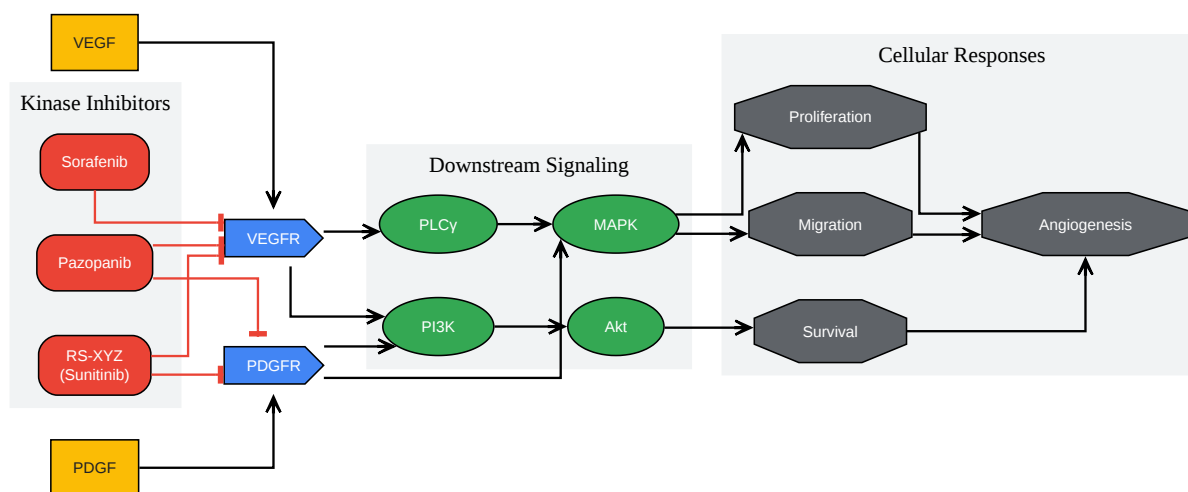 VEGF
Kinase Inhibitors
Sorafenib
Pazopanib
RS-XYZ
(Sunitinib)
PDGF
VEGFR
PDGFR
Downstream Signaling
PLCγ
MAPK
PI3K
Akt
Cellular Responses
Proliferation
Migration
Angiogenesis
Survival